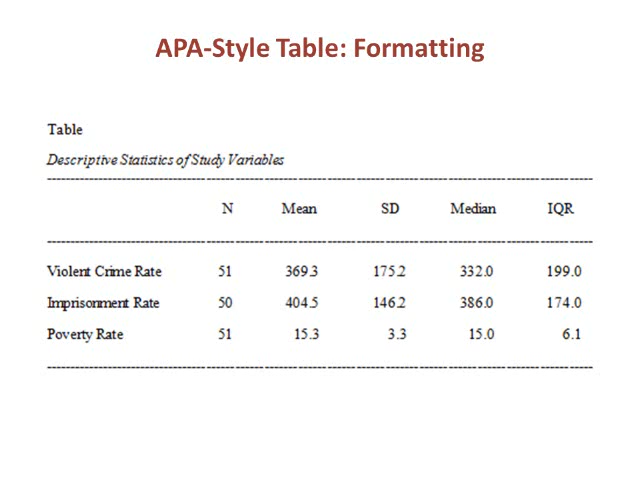 APA-Style Table: Formatting
Table
Descriptive Statistics of Study Variables
N Mean SD Median IQR
Violent Crime Rate 51 369.3 175.2 332.0 199.0
Imprisonment Rate 50 404.5 146.2 386.0 174.0
Poverty Rate 51 15.3 3.3 15.0 6.1